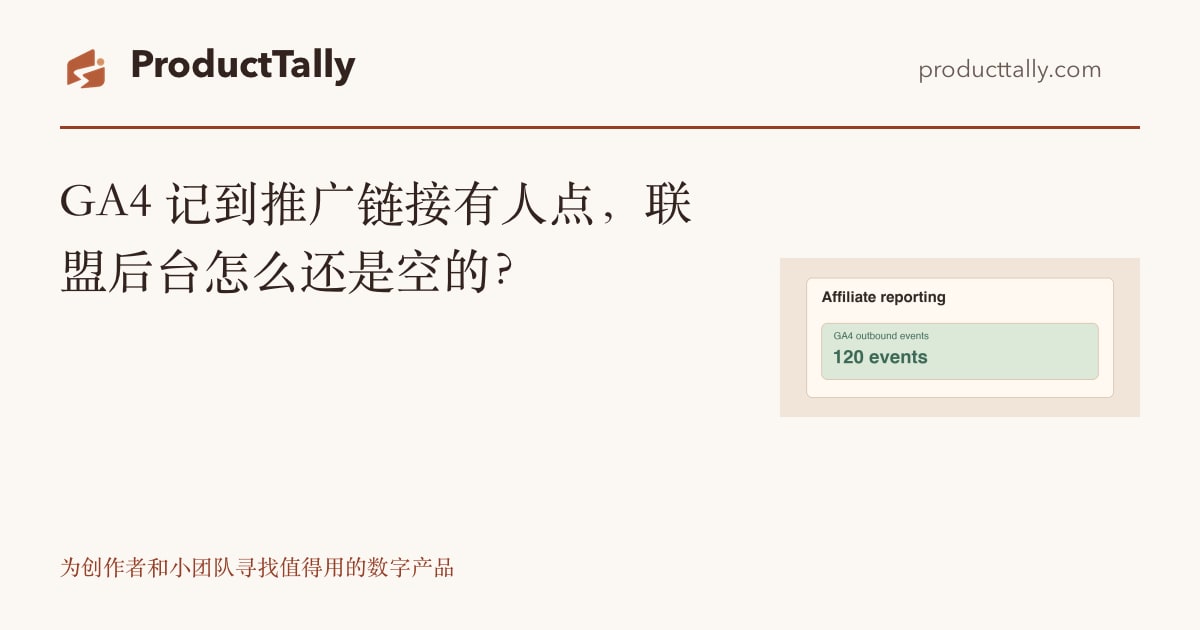 ProductTally
producttally.com
GA4 记到推广链接有人点，联
盟后台怎么还是空的？
Affiliate reporting
GA4 outbound events
120 events
为创作者和小团队寻找值得用的数字产品